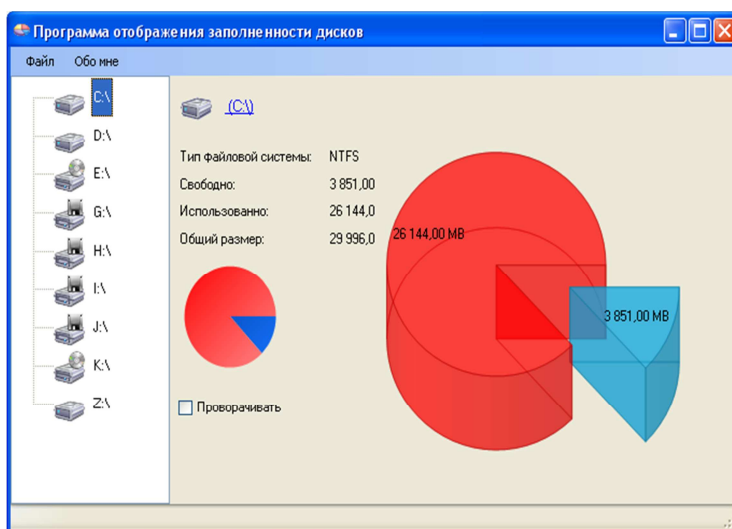 Программа отображения заполненности дисков
Файл Обо мне
C:\
D:\
E:\
G:\
H:\
I:\
J:\
K:\
Z:\
(C:\)
Тип файловой системы: NTFS
Свободно: 3 851,00
Использованно: 26 144,0
Общий размер: 29 996,0
Проворачивать
26 144,00 MB
3 851,00 MB